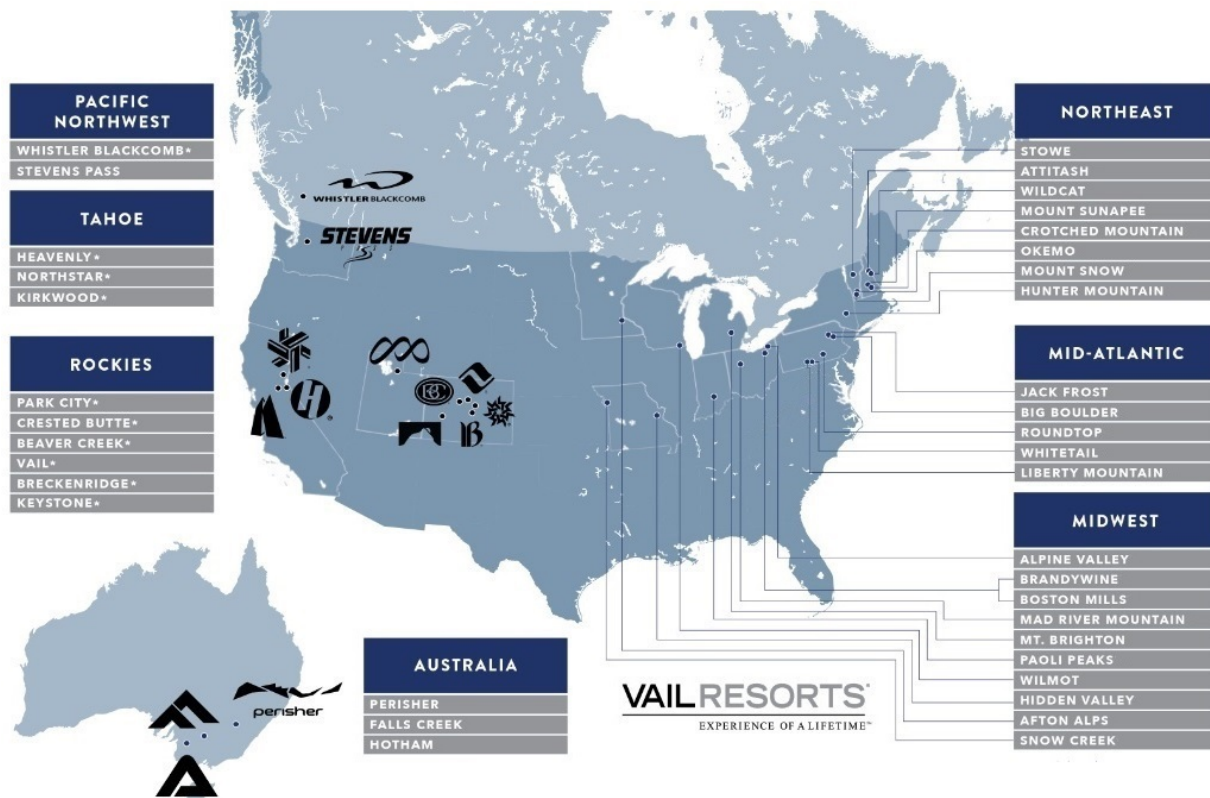 PACIFIC
NORTHWEST
WHISTLER BLACKCOMB*
STEVENS PASS
TAHOE
HEAVENLY*
NORTHSTAR*
KIRKWOOD*
ROCKIES
PARK CITY*
CRESTED BUTTE*
BEAVER CREEK*
VAIL*
BRECKENRIDGE*
KEYSTONE*
WHISTLER BLACKCOMB
STEVENS
H
BC
B
perisher
AUSTRALIA
PERISHER
FALLS CREEK
HOTHAM
VAIL RESORTS®
EXPERIENCE OF A LIFETIME™
NORTHEAST
STOWE
ATTITASH
WILDCAT
MOUNT SUNAPEE
CROTCHED MOUNTAIN
OKEMO
MOUNT SNOW
HUNTER MOUNTAIN
MID-ATLANTIC
JACK FROST
BIG BOULDER
ROUNDTOP
WHITETAIL
LIBERTY MOUNTAIN
MIDWEST
ALPINE VALLEY
BRANDYWINE
BOSTON MILLS
MAD RIVER MOUNTAIN
MT. BRIGHTON
PAOLI PEAKS
WILMOT
HIDDEN VALLEY
AFTON ALPS
SNOW CREEK